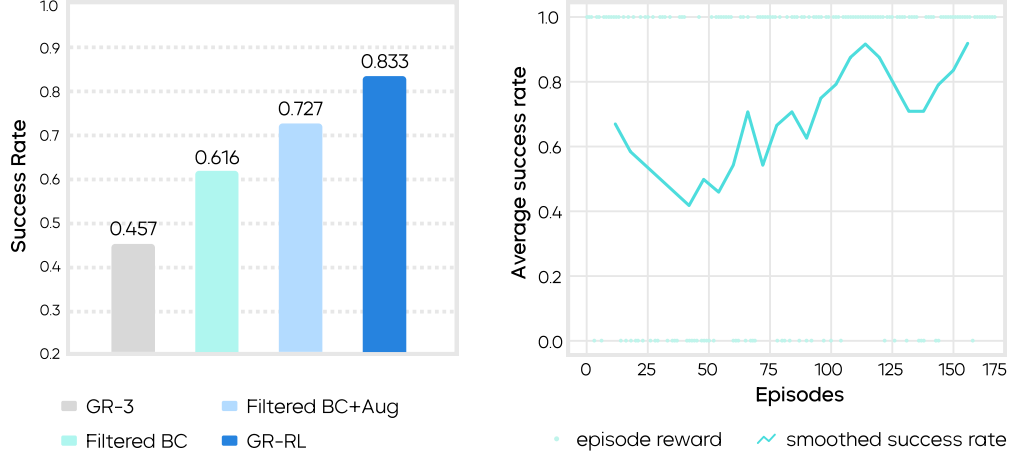 Success Rate
1.0
0.9
0.8
0.7
0.6
0.5
0.4
0.3
0.2
0.457
0.616
0.727
0.833
GR-3
Filtered BC+Aug
Filtered BC
GR-RL
Average success rate
1.0
0.8
0.6
0.4
0.2
0.0
0 25 50 75 100 125 150 175
Episodes
episode reward
smoothed success rate